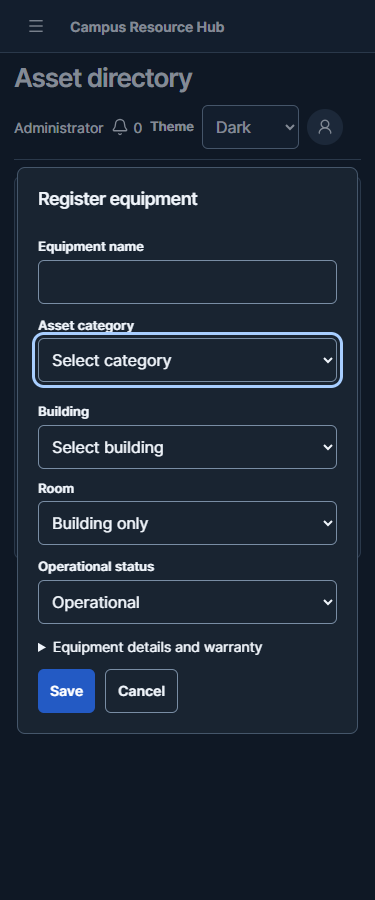 Campus Resource Hub
Asset directory
Administrator 0 Theme Dark
Register equipment
Equipment name
Asset category
Select category
Building
Select building
Room
Building only
Operational status
Operational
Equipment details and warranty
Save Cancel